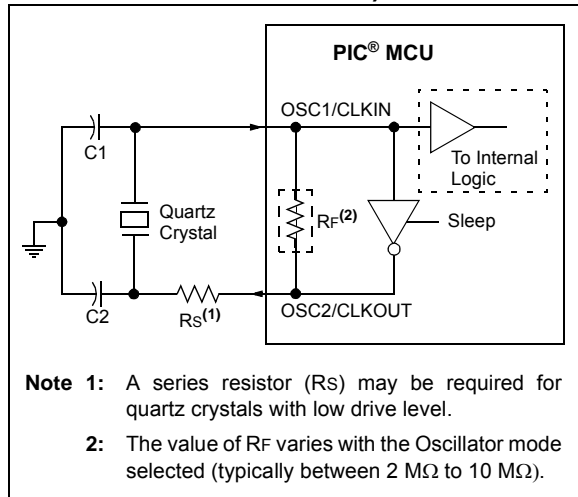 PIC® MCU
OSC1/CLKIN
C1
To Internal
Logic
Quartz
Crystal
RF(2)
Sleep
C2
RS(1)
OSC2/CLKOUT
Note 1: A series resistor (RS) may be required for
quartz crystals with low drive level.
2: The value of RF varies with the Oscillator mode
selected (typically between 2 MΩ to 10 MΩ).